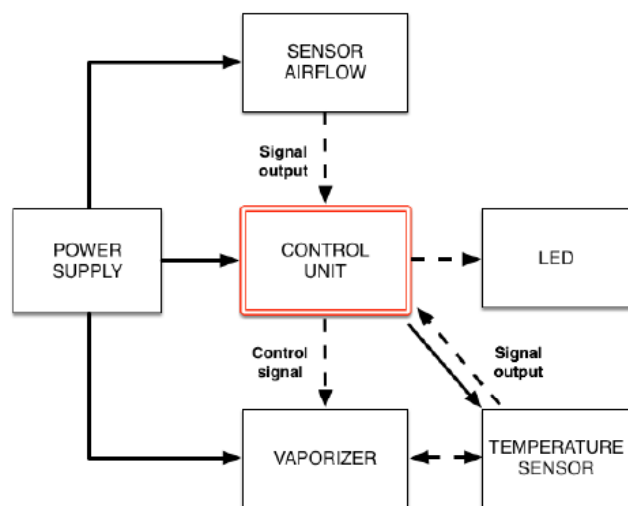 SENSOR
AIRFLOW
Signal
output
POWER
SUPPLY
CONTROL
UNIT
LED
Control
signal
Signal
output
VAPORIZER
TEMPERATURE
SENSOR